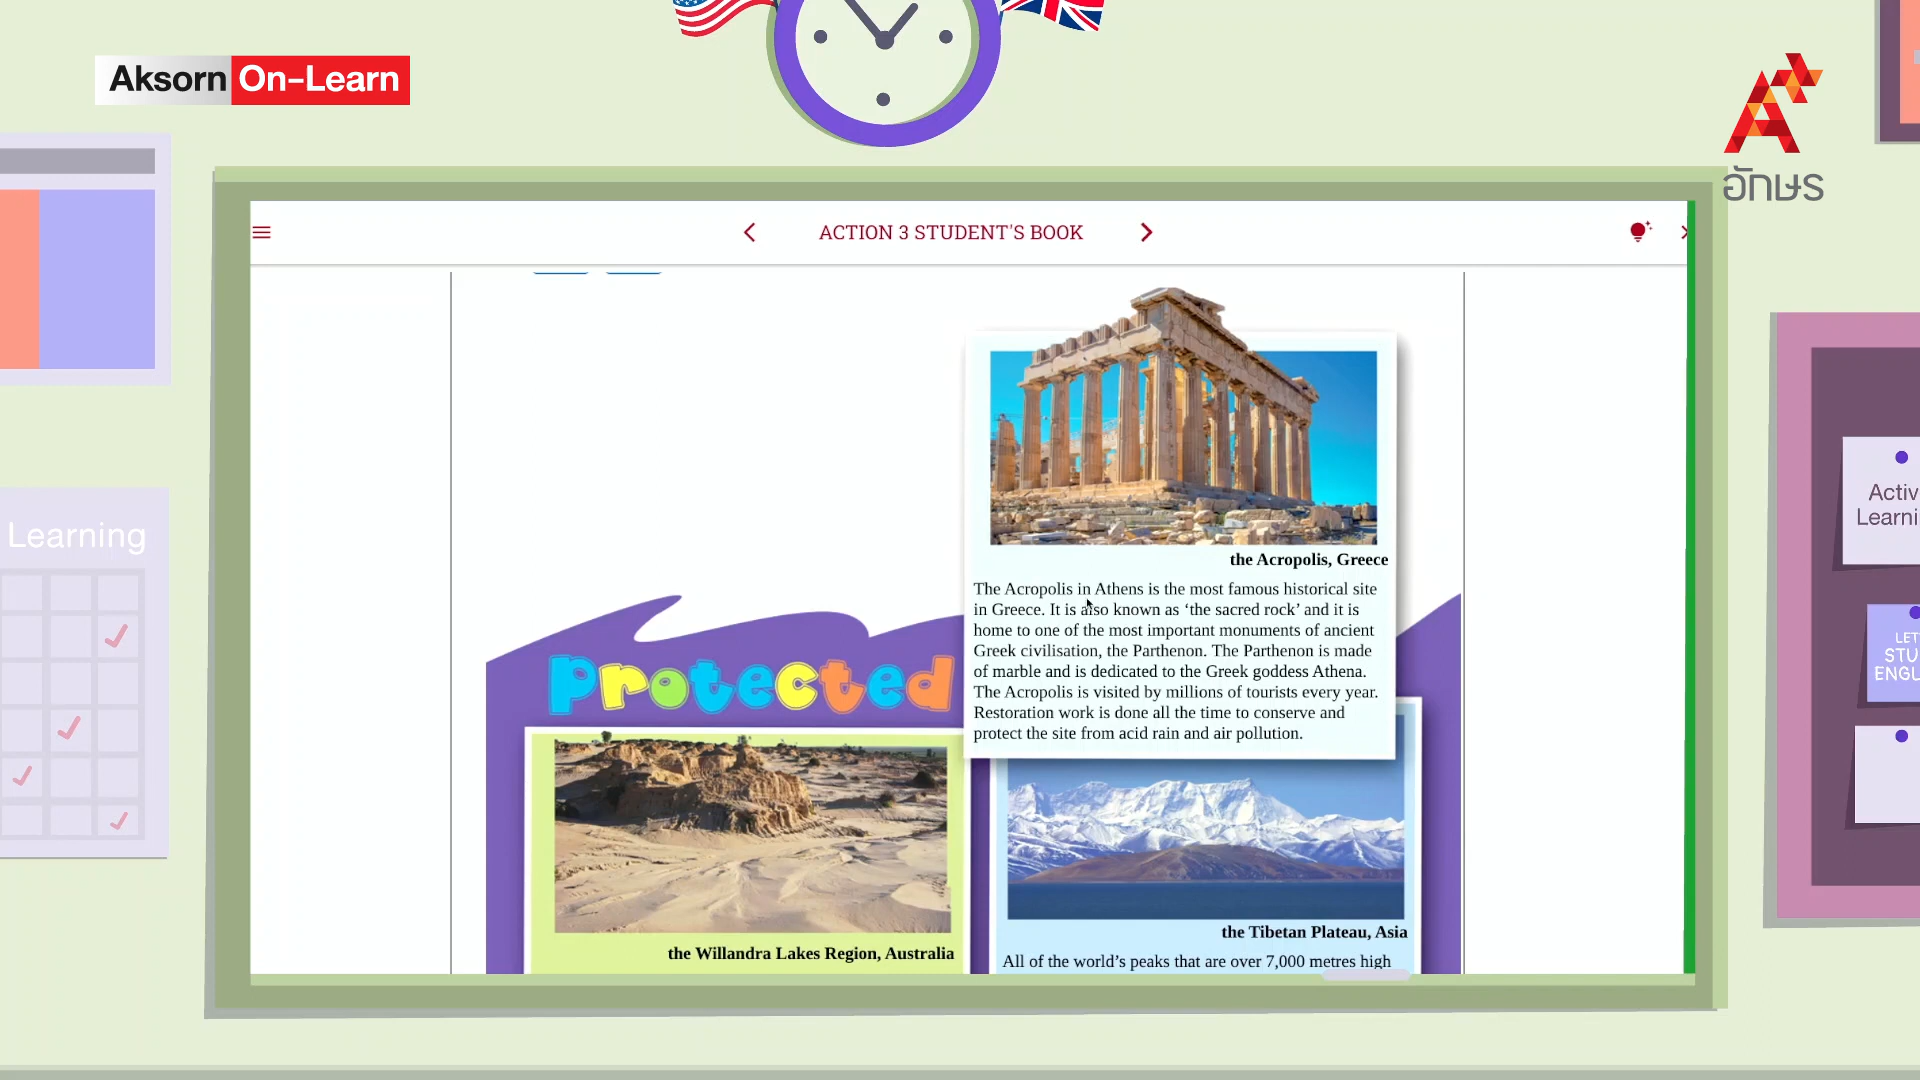 Aksorn On-Learn
อักษร
ACTION 3 STUDENT'S BOOK
Learning
the Acropolis, Greece
The Acropolis in Athens is the most famous historical site
in Greece. It is also known as ‘the sacred rock’ and it is
home to one of the most important monuments of ancient
Greek civilisation, the Parthenon. The Parthenon is made
of marble and is dedicated to the Greek goddess Athena.
The Acropolis is visited by millions of tourists every year.
Restoration work is done all the time to conserve and
protect the site from acid rain and air pollution.
Protected
the Willandra Lakes Region, Australia
the Tibetan Plateau, Asia
All of the world’s peaks that are over 7,000 metres high
Activ
Learni
LET
STU
ENGL